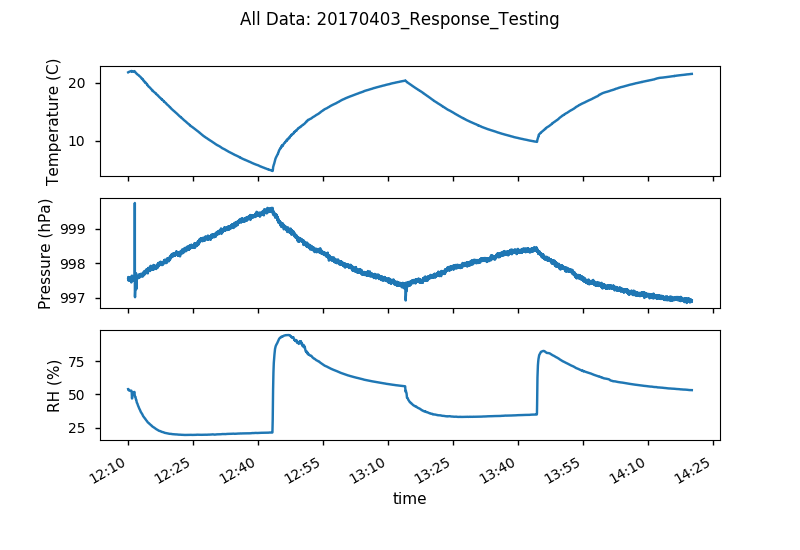 All Data: 20170403_Response_Testing
Temperature (C)
20
10
Pressure (hPa)
999
998
997
RH (%)
75
50
25
12:10 12:25 12:40 12:55 13:10 13:25 13:40 13:55 14:10 14:25
time